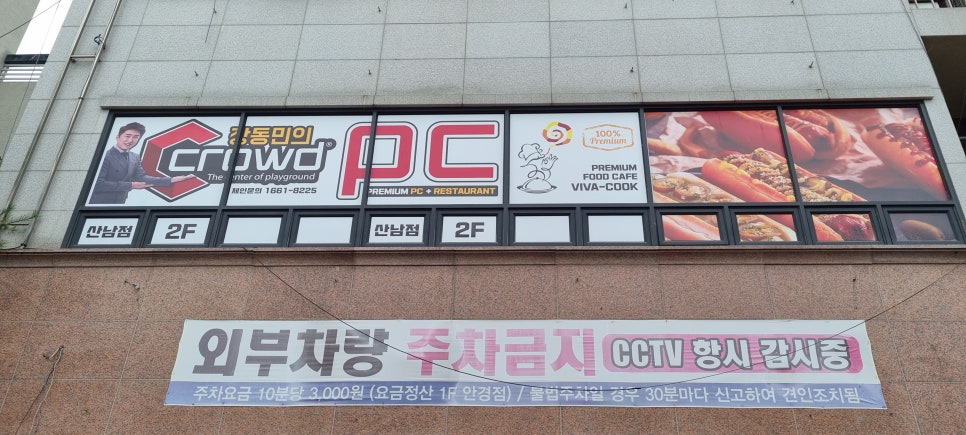 장동민의
Crowd®
The center of playground
체인문의 1661-8225
PC
PREMIUM PC + RESTAURANT
100%
Premium
PREMIUM
FOOD CAFE
VIVA-COOK
산남점 2F 산남점 2F
외부차량 주차금지 CCTV 항시 감시중
주차요금 10분당 3,000원 (요금정산 1F 안경점) / 불법주차일 경우 30분마다 신고하여 견인조치됨